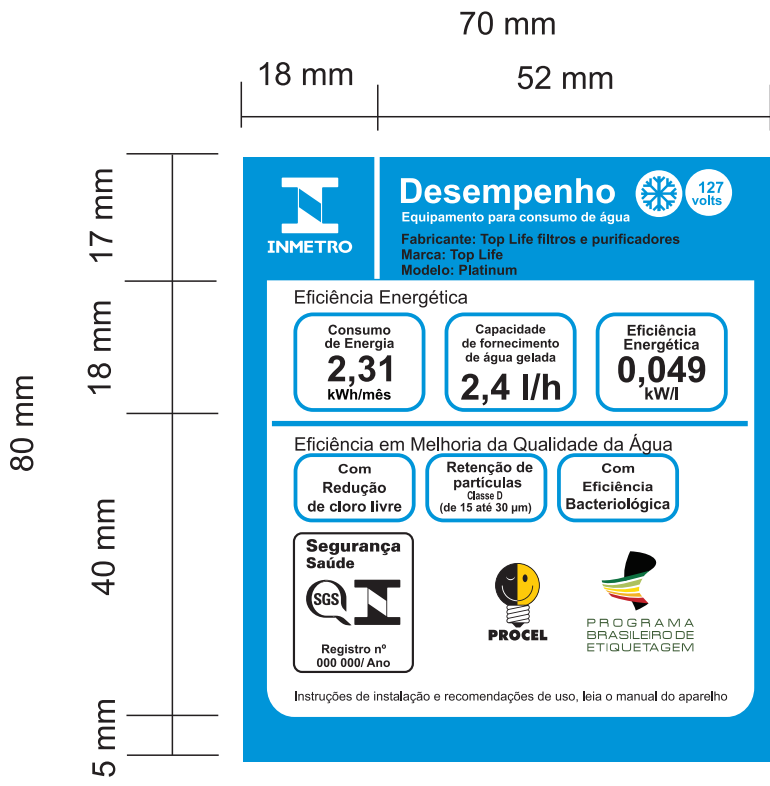 70 mm
18 mm
52 mm
17 mm
18 mm
80 mm
40 mm
5 mm
INMETRO
Desempenho
127
volts
Equipamento para consumo de água
Fabricante: Top Life filtros e purificadores
Marca: Top Life
Modelo: Platinum
Eficiência Energética
Consumo
de Energia
2,31
kWh/mês
Capacidade
de fornecimento
de água gelada
2,4 l/h
Eficiência
Energética
0,049
kW/l
Eficiência em Melhoria da Qualidade da Água
Com
Redução
de cloro livre
Retenção de
partículas
Classe D
(de 15 até 30 µm)
Com
Eficiência
Bacteriológica
Segurança
Saúde
SGS
Registro nº
000 000/ Ano
PROCEL
PROGRAMA
BRASILEIRO DE
ETIQUETAGEM
Instruções de instalação e recomendações de uso, leia o manual do aparelho